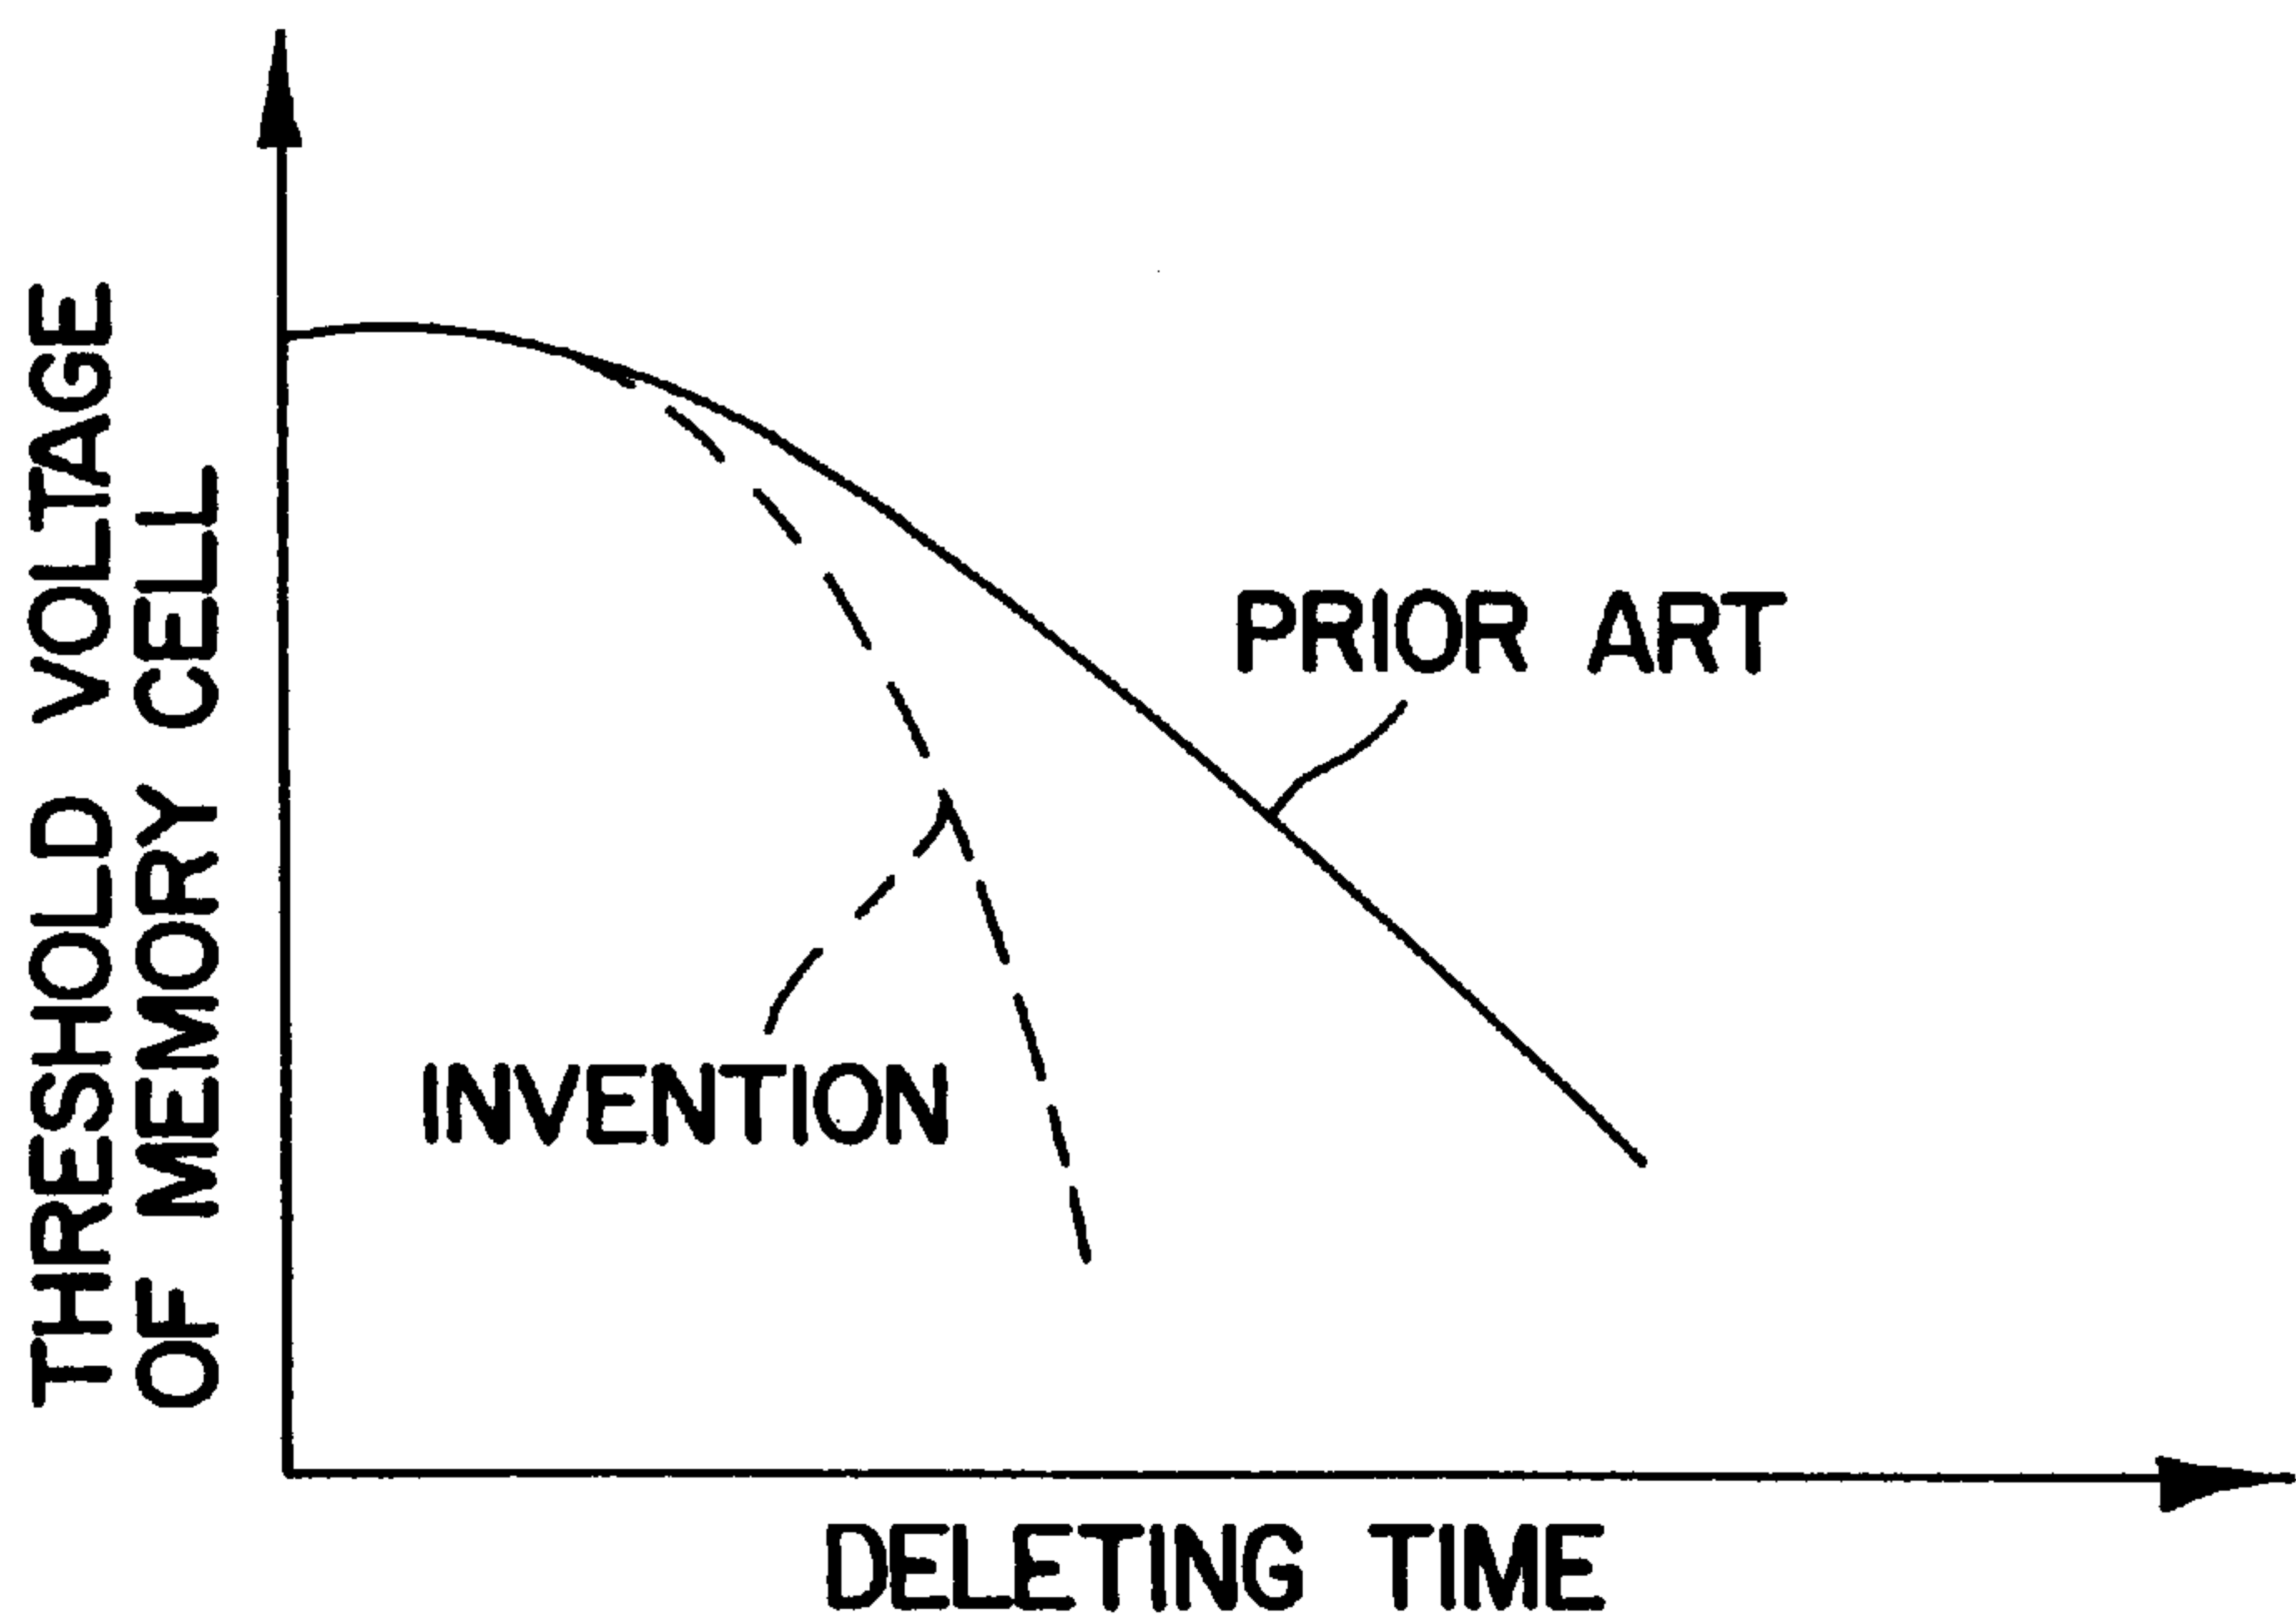 THRESHOLD VOLTAGE
OF MEMORY CELL
PRIOR ART
INVENTION
DELETING TIME